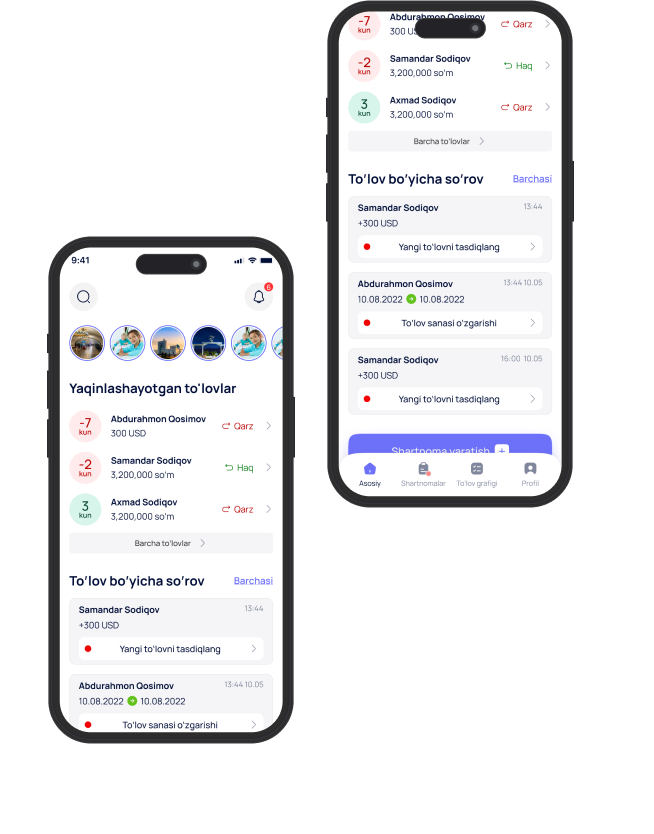 9:41
6
Yaqinlashayotgan to'lovlar
-7
kun
Abdurahmon Qosimov
300 USD
Qarz
-2
kun
Samandar Sodiqov
3,200,000 so'm
Haq
3
kun
Axmad Sodiqov
3,200,000 so'm
Qarz
Barcha to'lovlar
To‘lov bo‘yicha so‘rov
Barchasi
Samandar Sodiqov
13:44
+300 USD
Yangi to'lovni tasdiqlang
Abdurahmon Qosimov
13:44 10.05
10.08.2022 10.08.2022
To'lov sanasi o'zgarishi
-7
kun
Abdurahmon Qosimov
300
Qarz
-2
kun
Samandar Sodiqov
3,200,000 so'm
Haq
3
kun
Axmad Sodiqov
3,200,000 so'm
Qarz
Barcha to'lovlar
To‘lov bo‘yicha so‘rov
Barchasi
Samandar Sodiqov
13:44
+300 USD
Yangi to'lovni tasdiqlang
Abdurahmon Qosimov
13:44 10.05
10.08.2022 10.08.2022
To'lov sanasi o'zgarishi
Samandar Sodiqov
16:00 10.05
+300 USD
Yangi to'lovni tasdiqlang
Shartnoma yaratish
Asosiy
Shartnomalar
To'lov grafigi
Profil